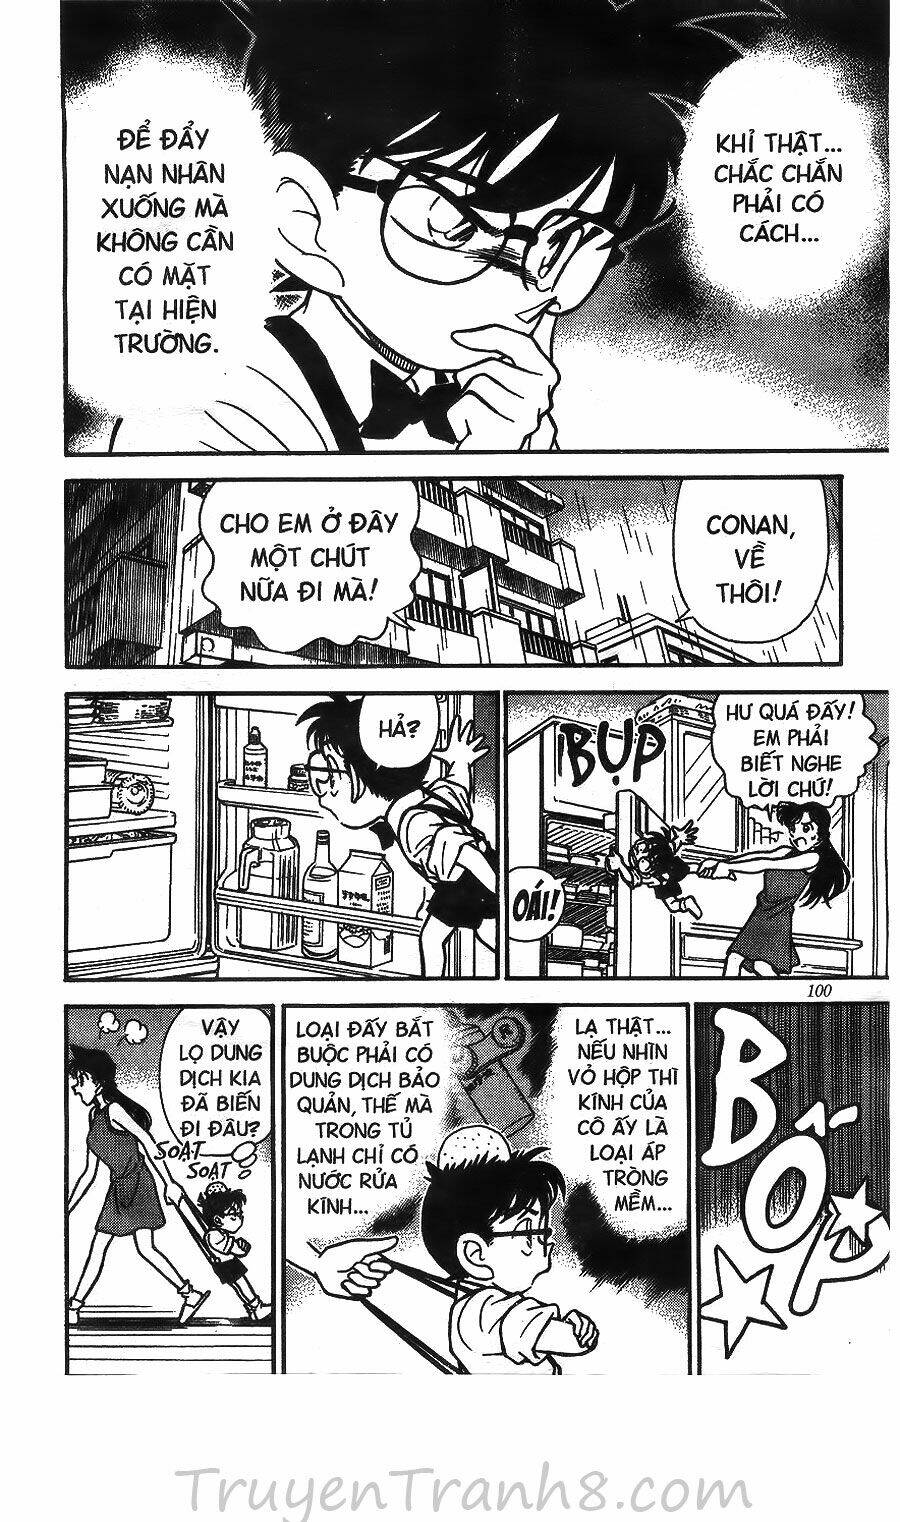 KHỈ THẬT...
CHẮC CHẮN
PHẢI CÓ
CÁCH...
ĐỂ ĐẨY
NẠN NHÂN
XUỐNG MÀ
KHÔNG CẦN
CÓ MẶT
TẠI HIỆN
TRƯỜNG.
CONAN,
VỀ
THÔI!
CHO EM Ở ĐÂY
MỘT CHÚT
NỮA ĐI MÀ!
HƯ QUÁ ĐẤY!
EM PHẢI
BIẾT NGHE
LỜI CHỨ!
BỤP
OÁI!
HẢ?
100
BỐP
LẠ THẬT...
NẾU NHÌN
VỎ HỘP THÌ
KÍNH CỦA
CÔ ẤY LÀ
LOẠI ÁP
TRÒNG
MỀM...
LOẠI ĐẤY BẮT
BUỘC PHẢI CÓ
DUNG DỊCH BẢO
QUẢN, THẾ MÀ
TRONG TỦ
LẠNH CHỈ CÓ
NƯỚC RỬA
KÍNH...
VẬY
LỌ DUNG
DỊCH KIA
ĐÃ BIẾN
ĐI ĐÂU?
SOẠT
SOẠT
TruyenTranh8.com